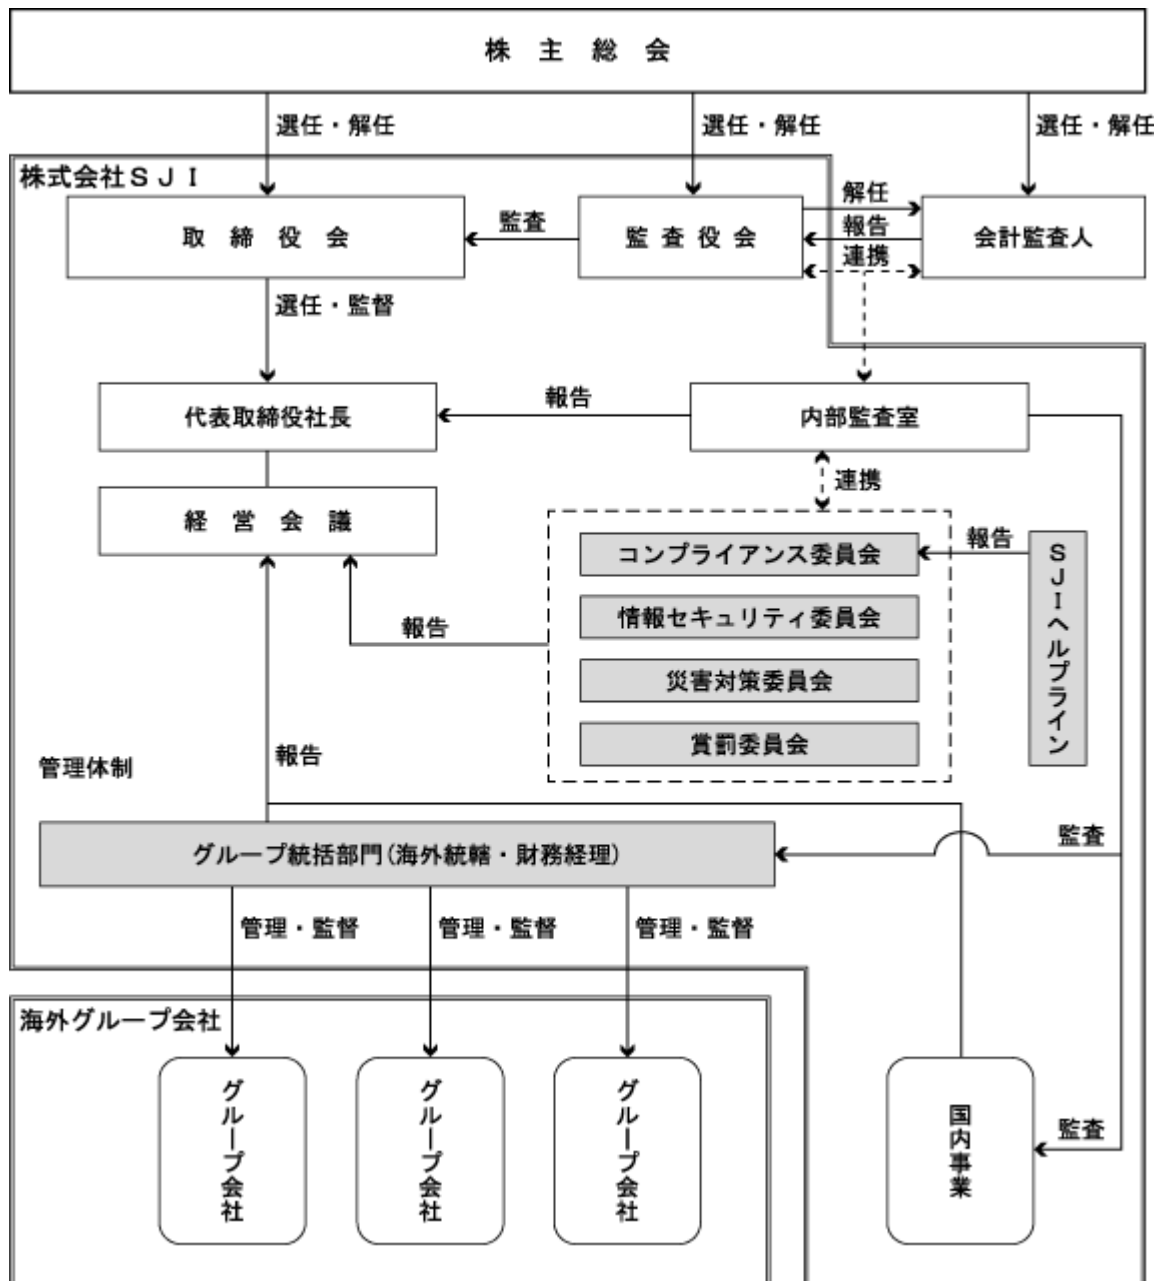 株主総会
選任・解任
選任・解任
選任・解任
株式会社ＳＪＩ
取締役会
監査
監査役会
解任
報告
連携
会計監査人
選任・監督
代表取締役社長
報告
内部監査室
連携
経営会議
コンプライアンス委員会
報告
情報セキュリティ委員会
災害対策委員会
賞罰委員会
ＳＪＩヘルプライン
報告
報告
管理体制
グループ統括部門(海外統轄・財務経理)
監査
管理・監督
管理・監督
管理・監督
海外グループ会社
グループ会社
グループ会社
グループ会社
国内事業
監査